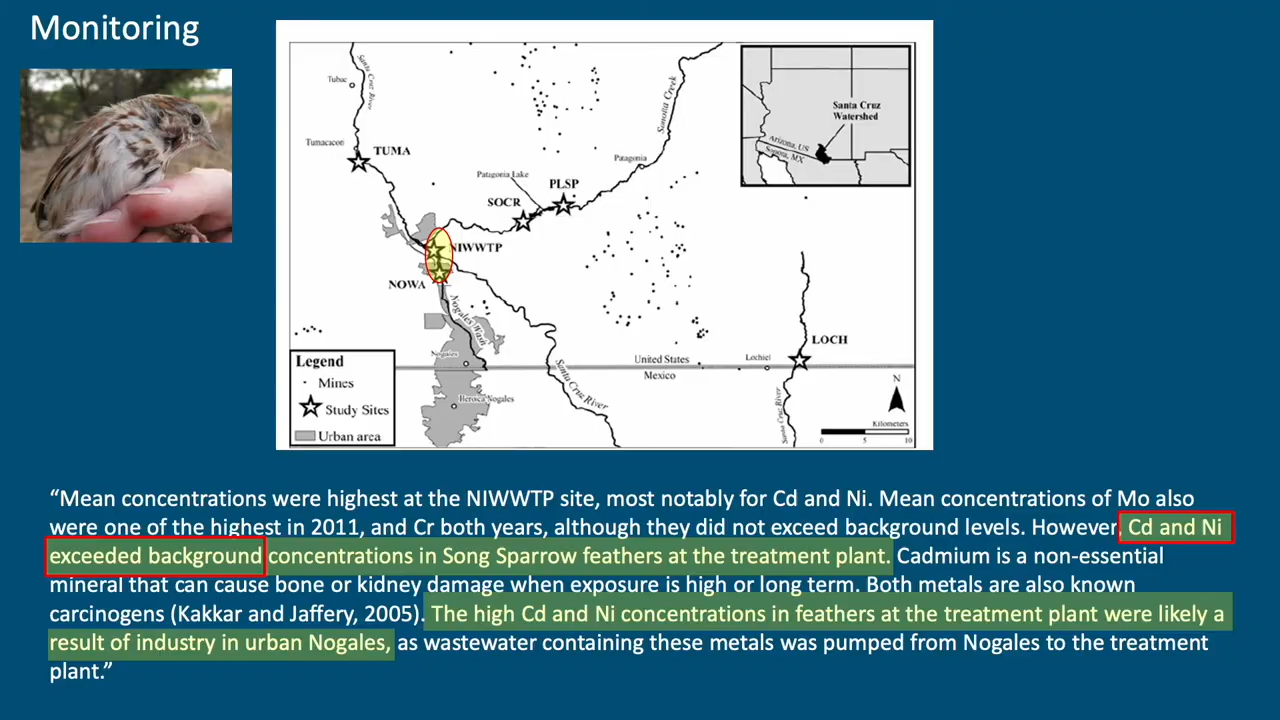 Monitoring
Santa Cruz River
Tubac
Tumacacori
TUMA
Sonoita Creek
Patagonia
Patagonia Lake
PLSP
SOCR
NIWWTP
NOWA
Nogales Wash
Nogales
Heroica Nogales
Santa Cruz River
United States
Mexico
Lochiel
LOCH
Santa Cruz River
Santa Cruz
Watershed
Arizona, US
Sonora, MX
Legend
Mines
Study Sites
Urban area
N
Kilometers
0 5 10
“Mean concentrations were highest at the NIWWTP site, most notably for Cd and Ni. Mean concentrations of Mo also
were one of the highest in 2011, and Cr both years, although they did not exceed background levels. However, Cd and Ni
exceeded background concentrations in Song Sparrow feathers at the treatment plant. Cadmium is a non-essential
mineral that can cause bone or kidney damage when exposure is high or long term. Both metals are also known
carcinogens (Kakkar and Jaffery, 2005). The high Cd and Ni concentrations in feathers at the treatment plant were likely a
result of industry in urban Nogales, as wastewater containing these metals was pumped from Nogales to the treatment
plant.”